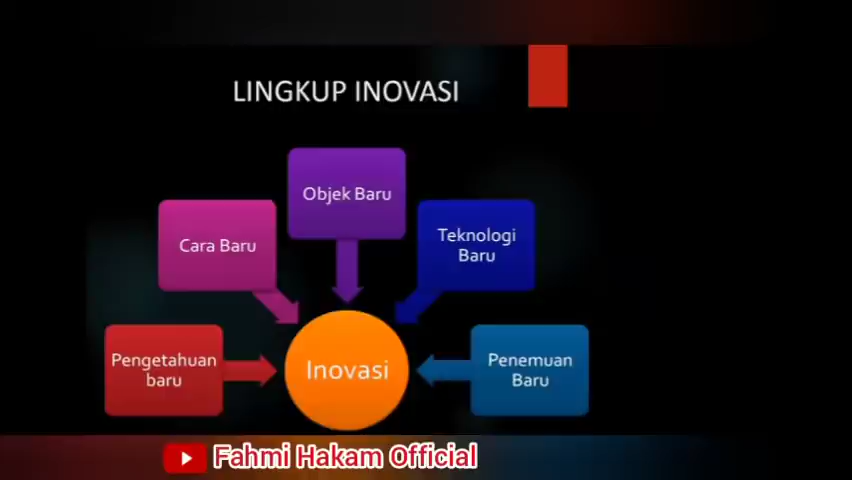 LINGKUP INOVASI
Objek Baru
Cara Baru
Teknologi
Baru
Pengetahuan
baru
Inovasi
Penemuan
Baru
Fahmi Hakam Official